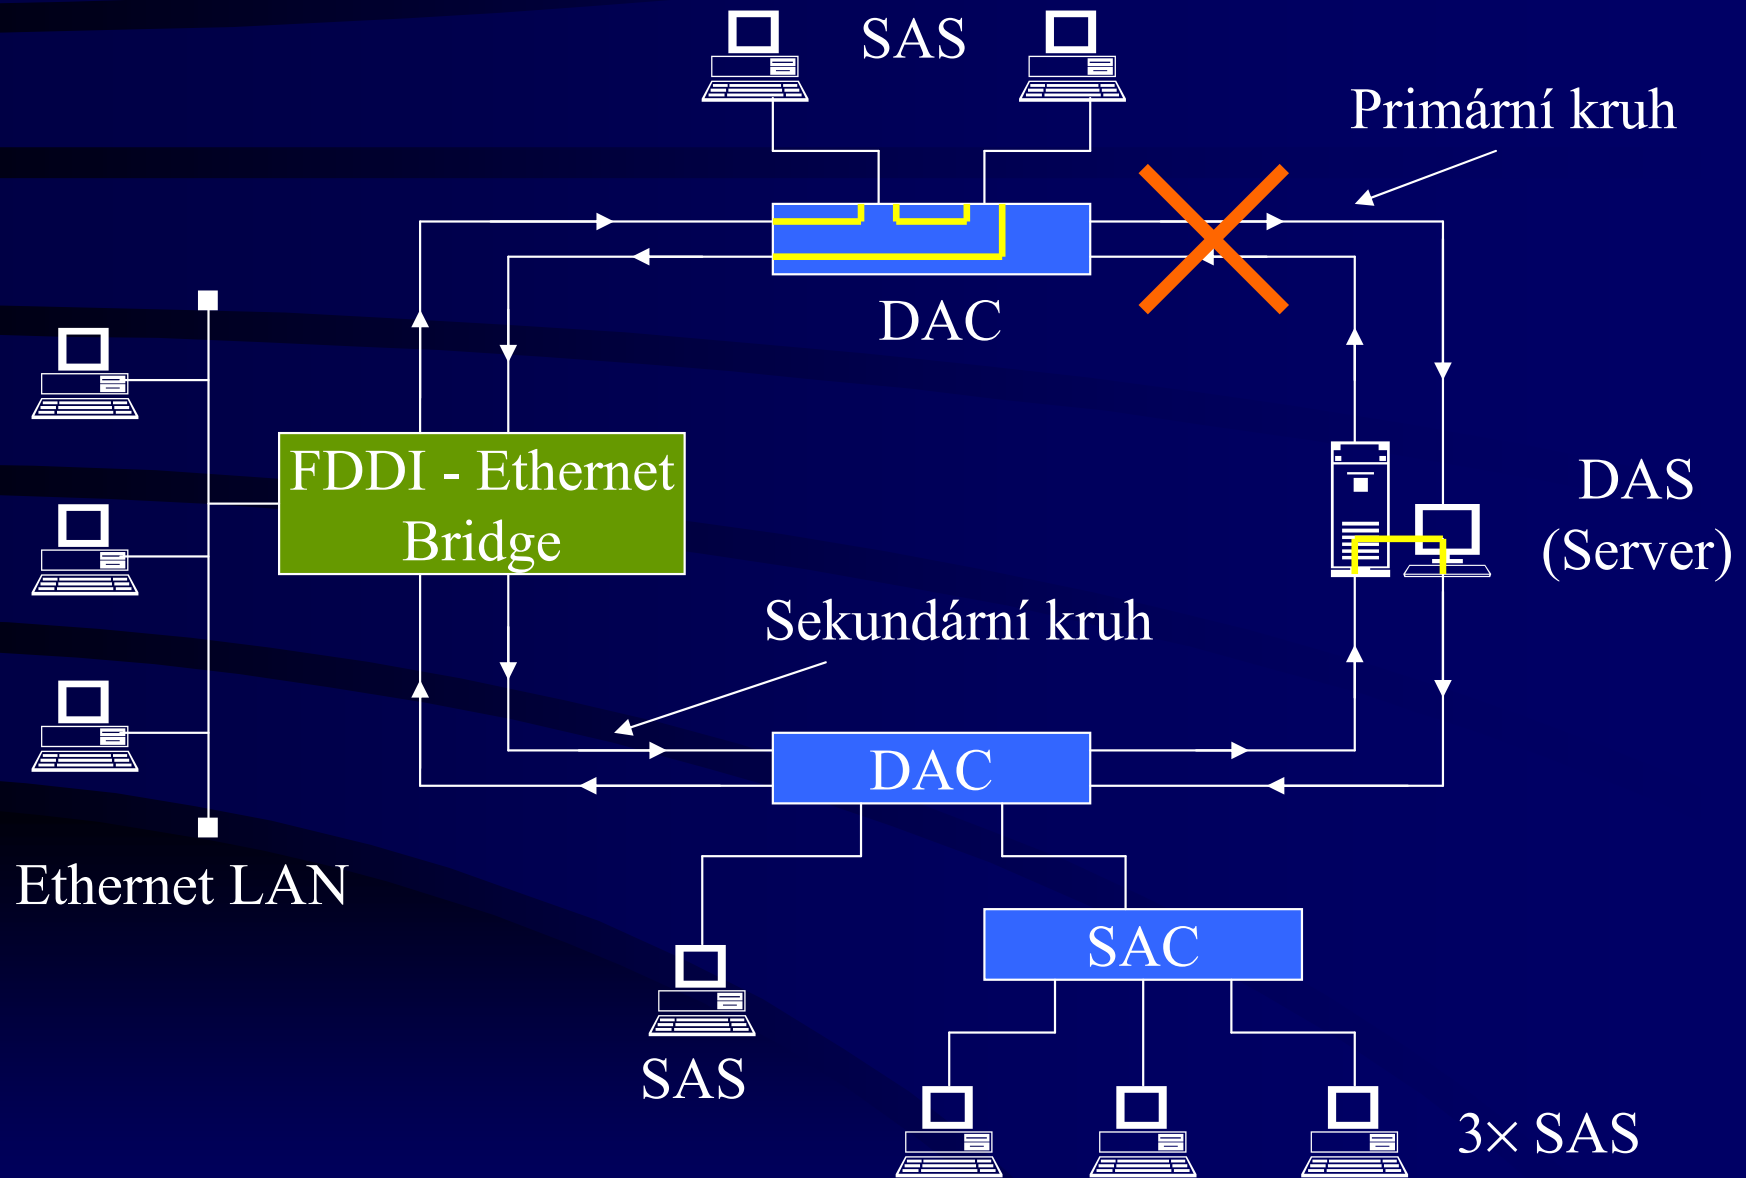 SAS
Primární kruh
DAC
FDDI - Ethernet
Bridge
DAS
(Server)
Sekundární kruh
DAC
Ethernet LAN
SAC
SAS
3× SAS